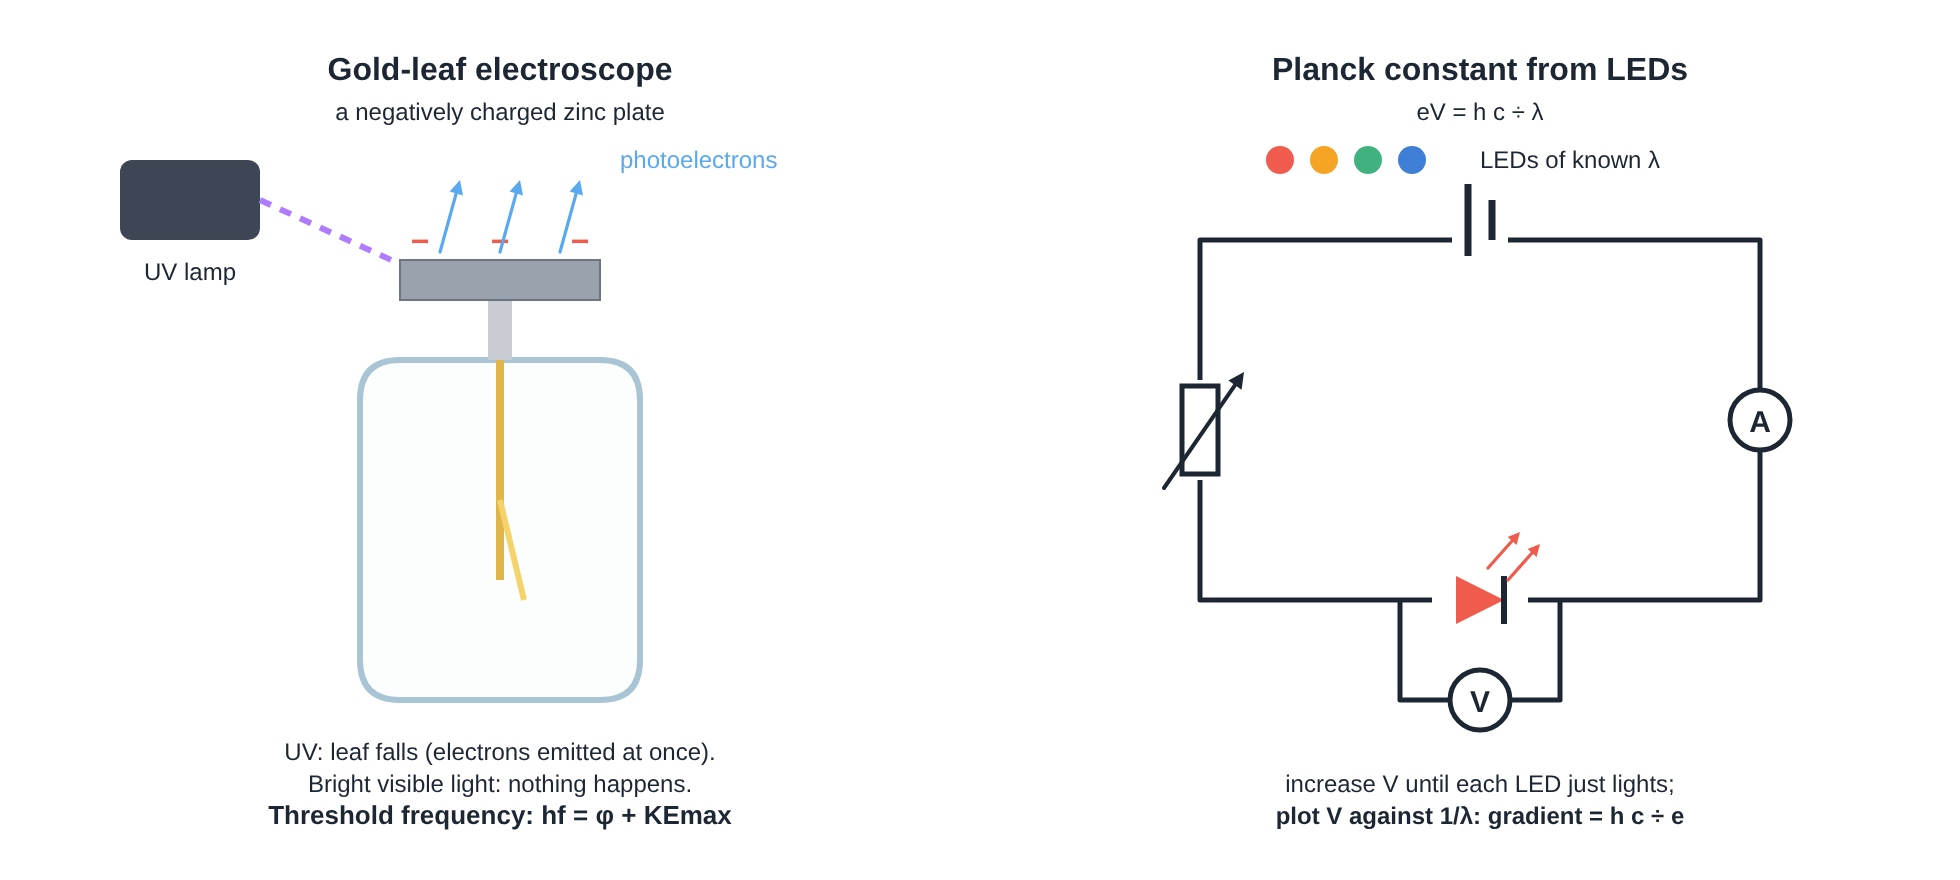 Gold-leaf electroscope
a negatively charged zinc plate
photoelectrons
UV lamp
UV: leaf falls (electrons emitted at once).
Bright visible light: nothing happens.
Threshold frequency: hf = φ + KEmax
Planck constant from LEDs
eV = h c ÷ λ
LEDs of known λ
A
V
increase V until each LED just lights;
plot V against 1/λ: gradient = h c ÷ e